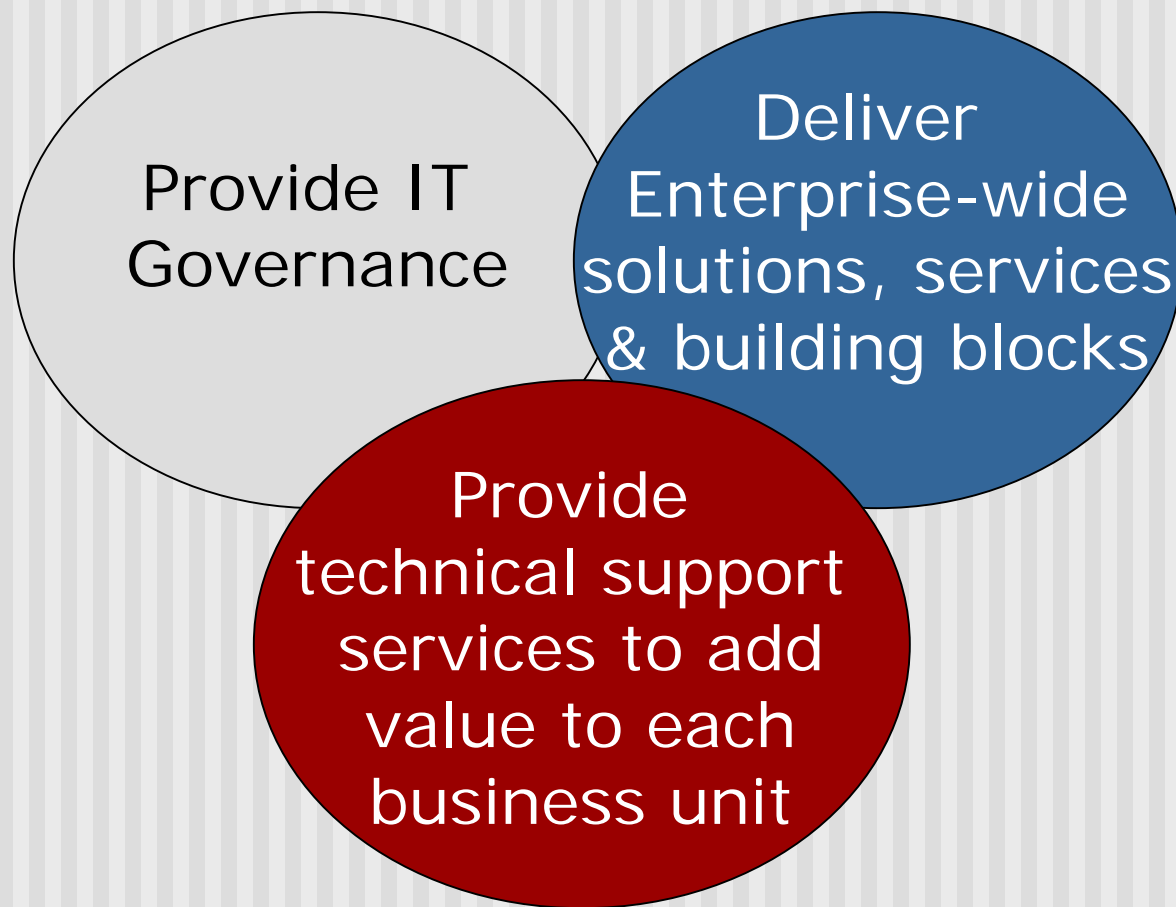 Provide IT
Governance
Deliver
Enterprise-wide
solutions, services
& building blocks
Provide
technical support
services to add
value to each
business unit